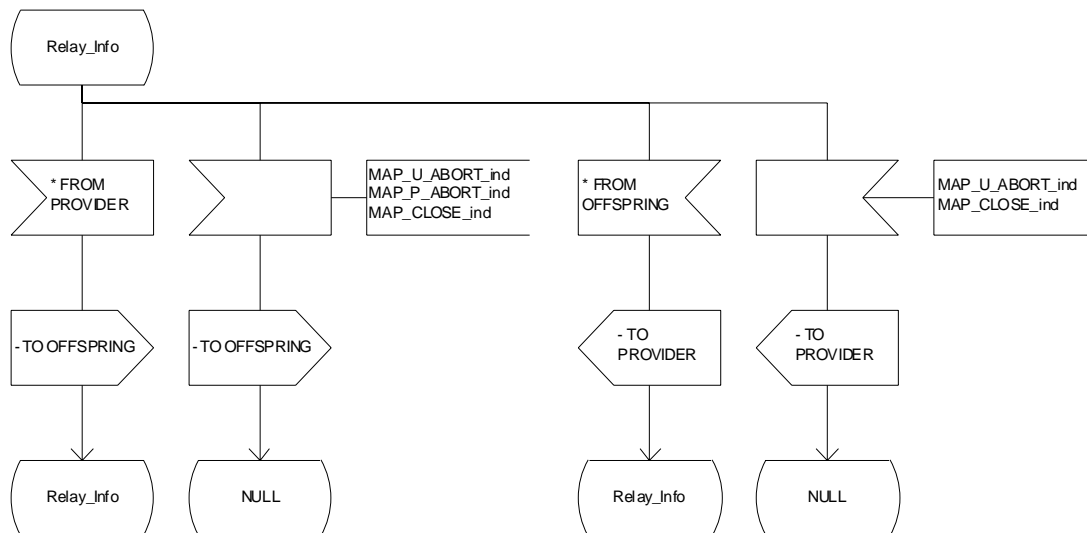 Relay_Info
* FROM
PROVIDER
MAP_U_ABORT_ind
MAP_P_ABORT_ind
MAP_CLOSE_ind
* FROM
OFFSPRING
MAP_U_ABORT_ind
MAP_CLOSE_ind
- TO OFFSPRING
- TO OFFSPRING
- TO
PROVIDER
- TO
PROVIDER
Relay_Info
NULL
Relay_Info
NULL